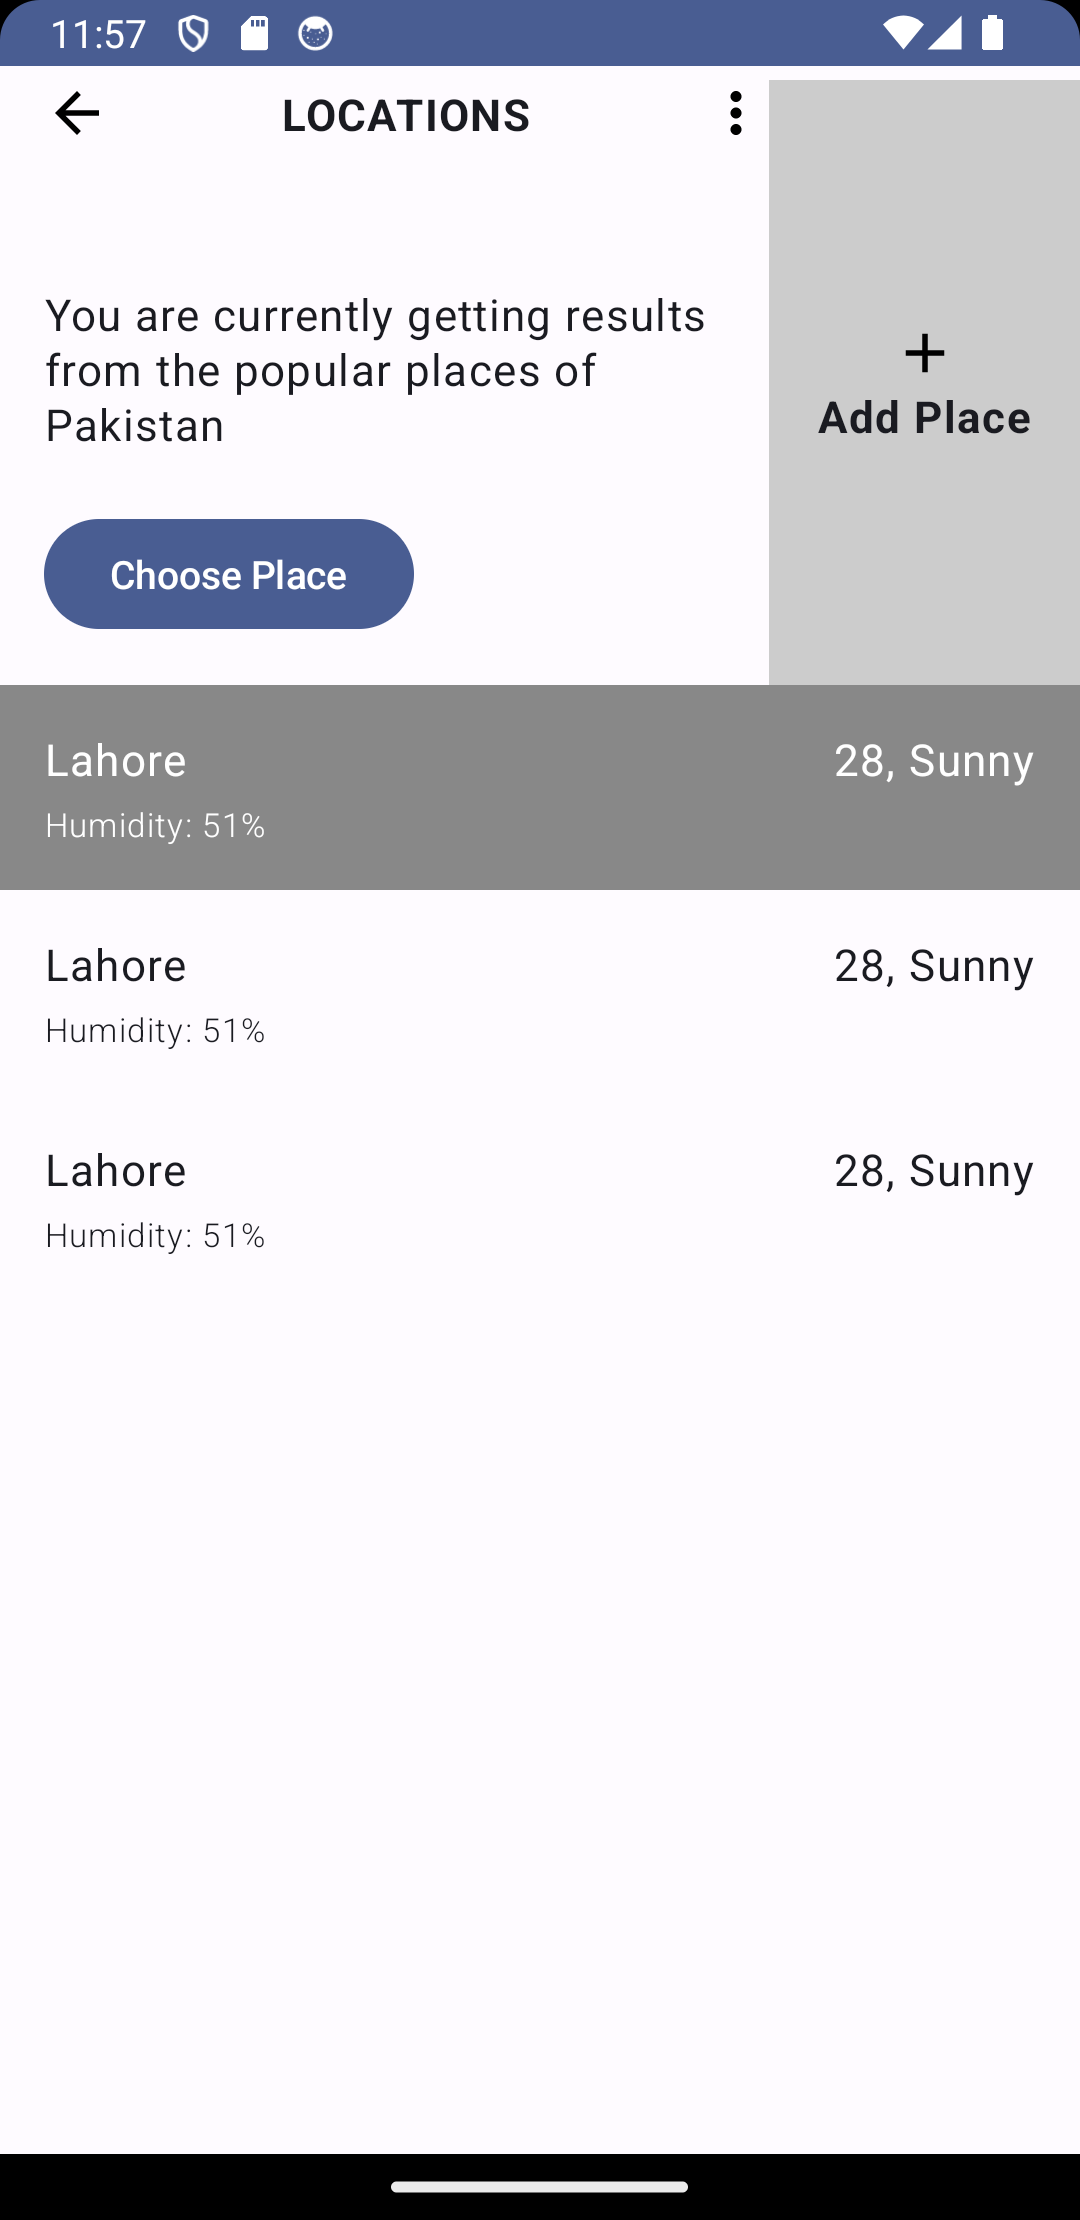 11:57
LOCATIONS
You are currently getting results
from the popular places of
Pakistan
Choose Place
Add Place
Lahore
28, Sunny
Humidity: 51%
Lahore
28, Sunny
Humidity: 51%
Lahore
28, Sunny
Humidity: 51%